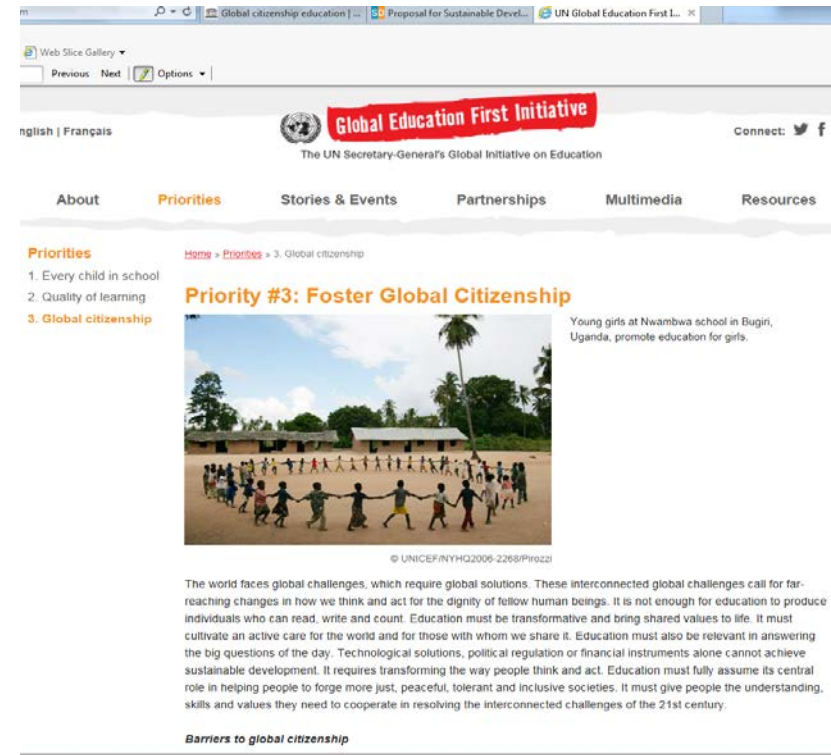 m
Global citizenship education | ...
Proposal for Sustainable Devel...
UN Global Education First I...
Web Slice Gallery
Previous Next Options
nglish | Français
Global Education First Initiative
The UN Secretary-General's Global Initiative on Education
Connect:
About Priorities Stories & Events Partnerships Multimedia Resources
Priorities
1. Every child in school
2. Quality of learning
3. Global citizenship
Home » Priorities » 3. Global citizenship
Priority #3: Foster Global Citizenship
Young girls at Nwambwa school in Bugiri,
Uganda, promote education for girls.
© UNICEF/NYHQ2006-2268/Pirozzi
The world faces global challenges, which require global solutions. These interconnected global challenges call for far-
reaching changes in how we think and act for the dignity of fellow human beings. It is not enough for education to produce
individuals who can read, write and count. Education must be transformative and bring shared values to life. It must
cultivate an active care for the world and for those with whom we share it. Education must also be relevant in answering
the big questions of the day. Technological solutions, political regulation or financial instruments alone cannot achieve
sustainable development. It requires transforming the way people think and act. Education must fully assume its central
role in helping people to forge more just, peaceful, tolerant and inclusive societies. It must give people the understanding,
skills and values they need to cooperate in resolving the interconnected challenges of the 21st century.
Barriers to global citizenship